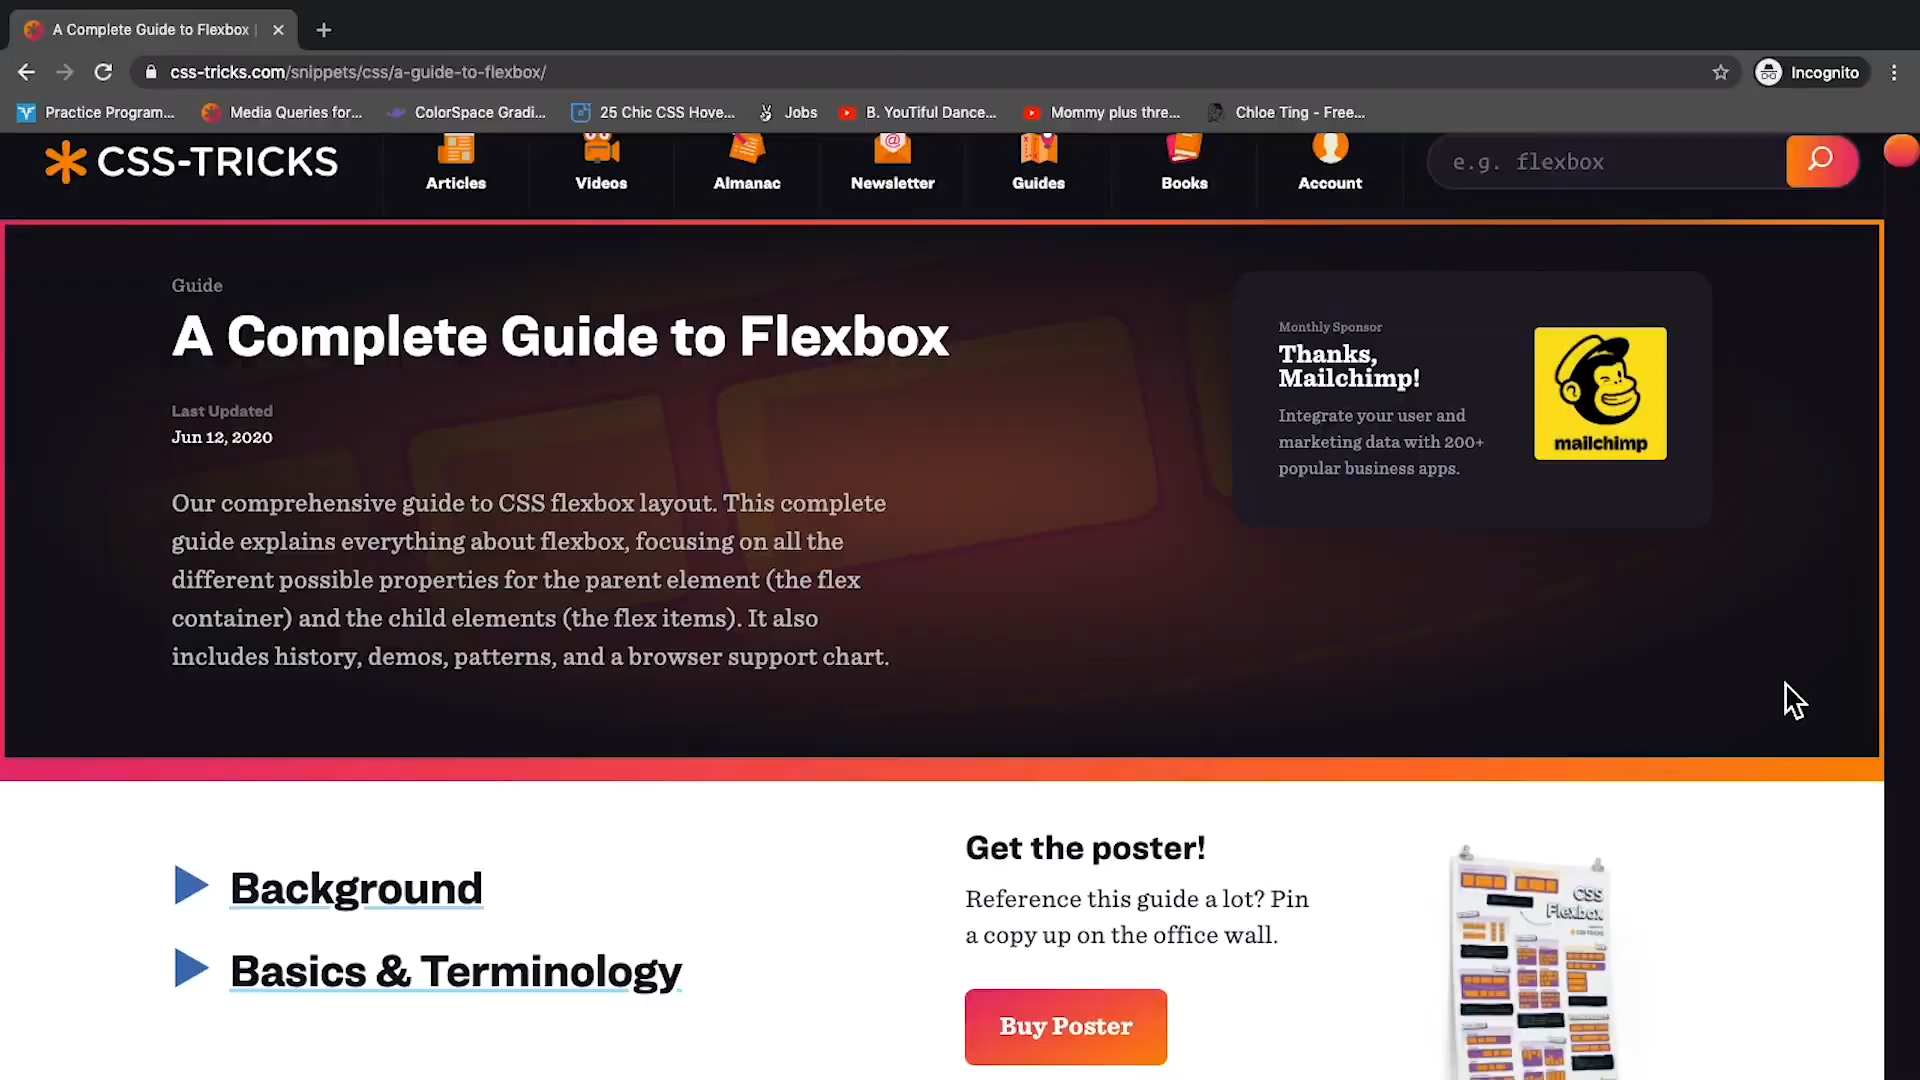 A Complete Guide to Flexbox |
css-tricks.com/snippets/css/a-guide-to-flexbox/
Incognito
Practice Program...
Media Queries for...
ColorSpace Gradi...
25 Chic CSS Hove...
Jobs
B. YouTiful Dance...
Mommy plus thre...
Chloe Ting - Free...
CSS-TRICKS
Articles
Videos
Almanac
Newsletter
Guides
Books
Account
e.g. flexbox
Guide
A Complete Guide to Flexbox
Last Updated
Jun 12, 2020
Our comprehensive guide to CSS flexbox layout. This complete
guide explains everything about flexbox, focusing on all the
different possible properties for the parent element (the flex
container) and the child elements (the flex items). It also
includes history, demos, patterns, and a browser support chart.
Monthly Sponsor
Thanks,
Mailchimp!
Integrate your user and
marketing data with 200+
popular business apps.
mailchimp
Background
Basics & Terminology
Get the poster!
Reference this guide a lot? Pin
a copy up on the office wall.
Buy Poster
CSS
Flexbox